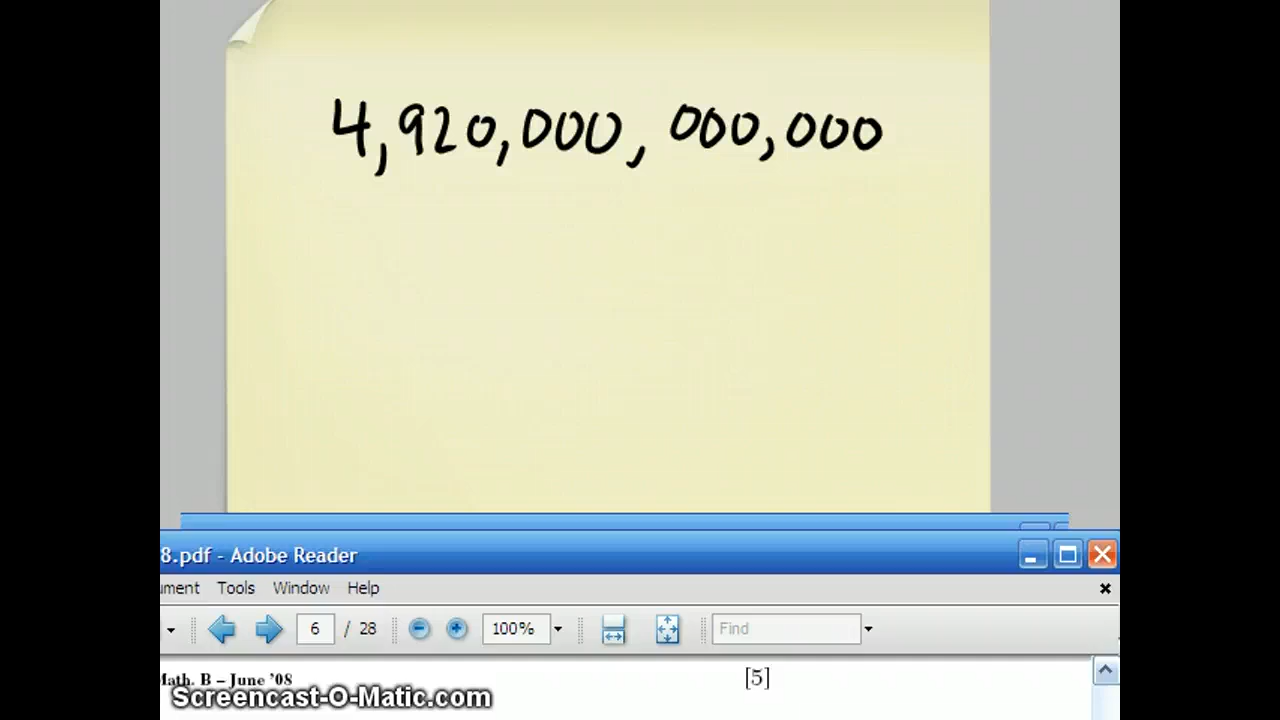 4,920,000,000,000
8.pdf - Adobe Reader
ument Tools Window Help
6 / 28 100% Find
Math. B – June '08 [5]
Screencast-O-Matic.com